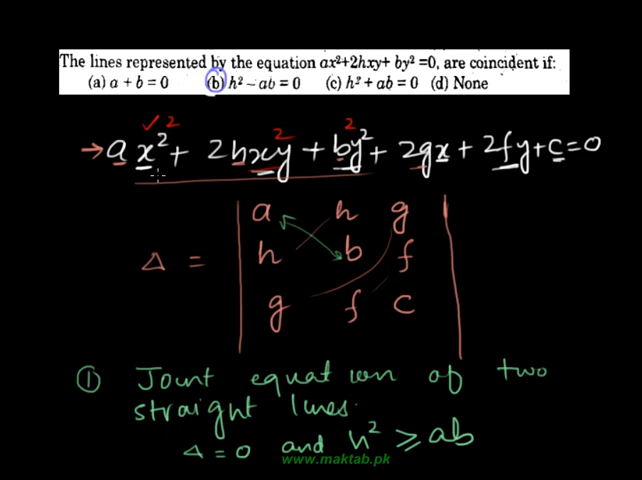 The lines represented by the equation ax²+2hxy+ by² =0, are coincident if:
(a) a + b = 0 (b) h² – ab = 0 (c) h² + ab = 0 (d) None
✓ 2 2 2
→ a x² + 2hxy + by² + 2gx + 2fy + c = 0
a h g
Δ = h b f
g f c
① Joint equation of two
straight lines.
Δ = 0 and h² ≥ ab
www.maktab.pk